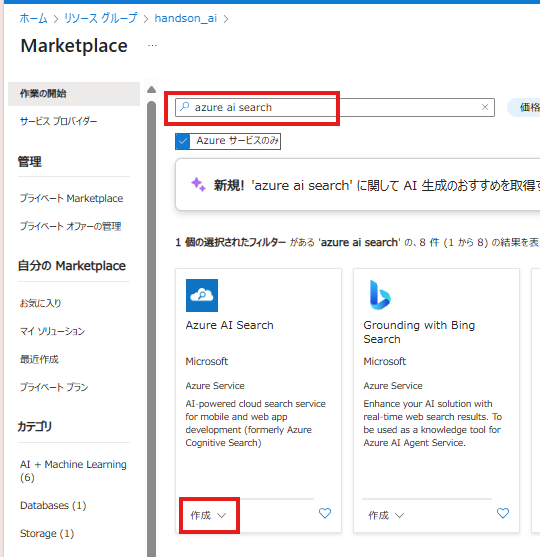 ホーム > リソース グループ > handson_ai >
Marketplace ...
作業の開始
サービス プロバイダー
管理
プライベート Marketplace
プライベート オファーの管理
自分の Marketplace
お気に入り
マイ ソリューション
最近作成
プライベート プラン
カテゴリ
AI + Machine Learning
(6)
Databases (1)
Storage (1)
azure ai search
価格
Azure サービスのみ
新規! 'azure ai search' に関して AI 生成のおすすめを取得す
1 個の選択されたフィルター がある 'azure ai search' の、8 件 (1 から 8) の結果を表
Azure AI Search
Microsoft
Azure Service
AI-powered cloud search service
for mobile and web app
development (formerly Azure
Cognitive Search)
作成
Grounding with Bing
Search
Microsoft
Azure Service
Enhance your AI solution with
real-time web search results. To
be used as a knowledge tool for
Azure AI Agent Service.
作成